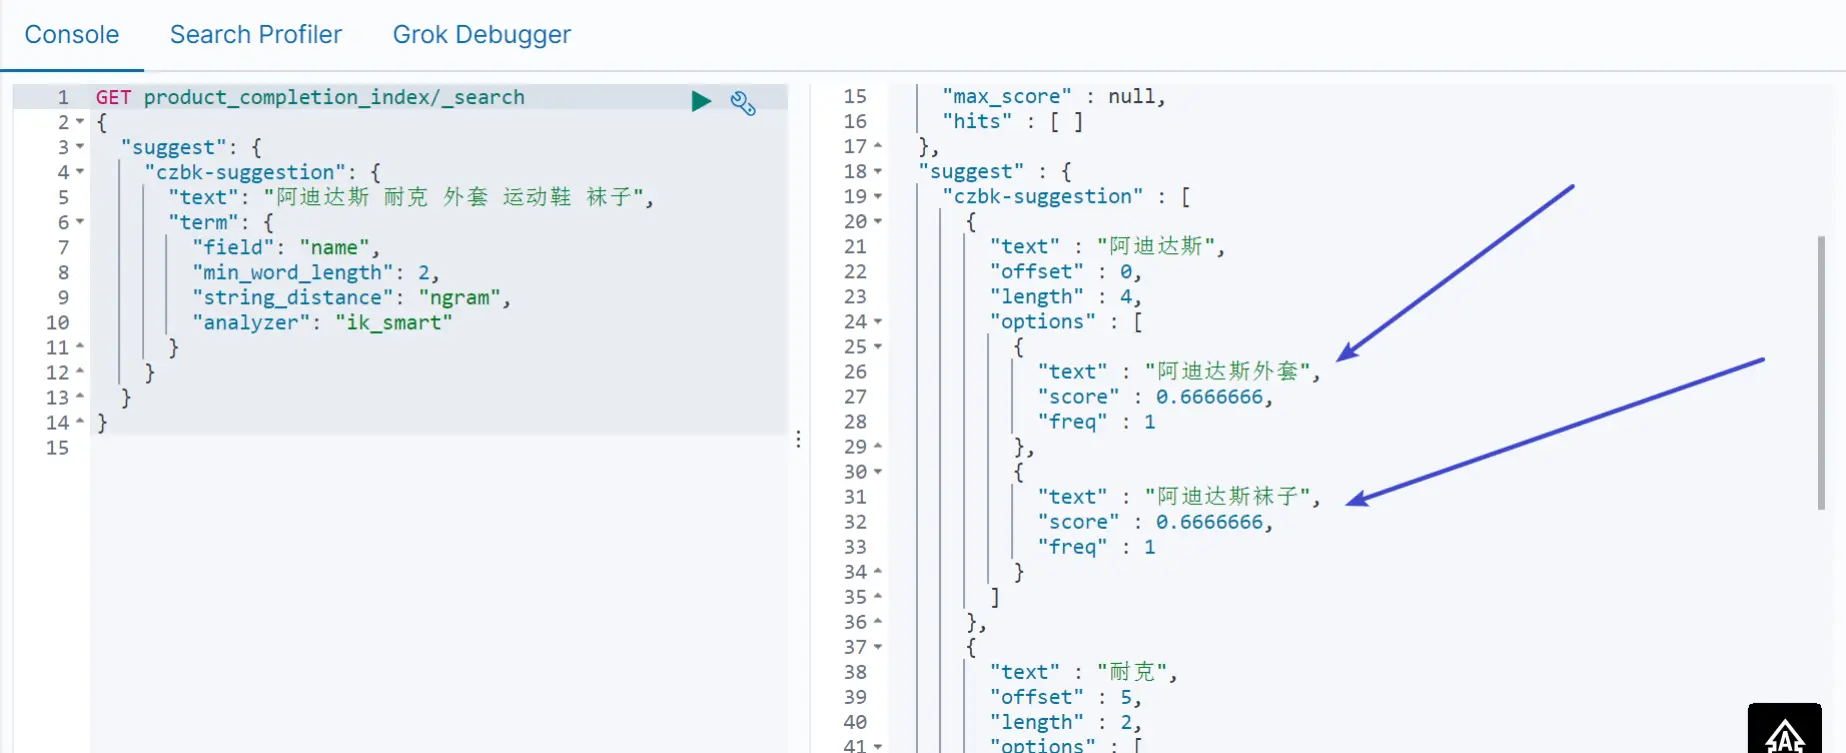 Console Search Profiler Grok Debugger
1 GET product_completion_index/_search
2 {
3 "suggest": {
4 "czbk-suggestion": {
5 "text": "阿迪达斯 耐克 外套 运动鞋 袜子",
6 "term": {
7 "field": "name",
8 "min_word_length": 2,
9 "string_distance": "ngram",
10 "analyzer": "ik_smart"
11 }
12 }
13 }
14 }
15
15 "max_score" : null,
16 "hits" : [ ]
17 },
18 "suggest" : {
19 "czbk-suggestion" : [
20 {
21 "text" : "阿迪达斯",
22 "offset" : 0,
23 "length" : 4,
24 "options" : [
25 {
26 "text" : "阿迪达斯外套",
27 "score" : 0.6666666,
28 "freq" : 1
29 },
30 {
31 "text" : "阿迪达斯袜子",
32 "score" : 0.6666666,
33 "freq" : 1
34 }
35 ]
36 },
37 {
38 "text" : "耐克",
39 "offset" : 5,
40 "length" : 2,
41 "options" : [